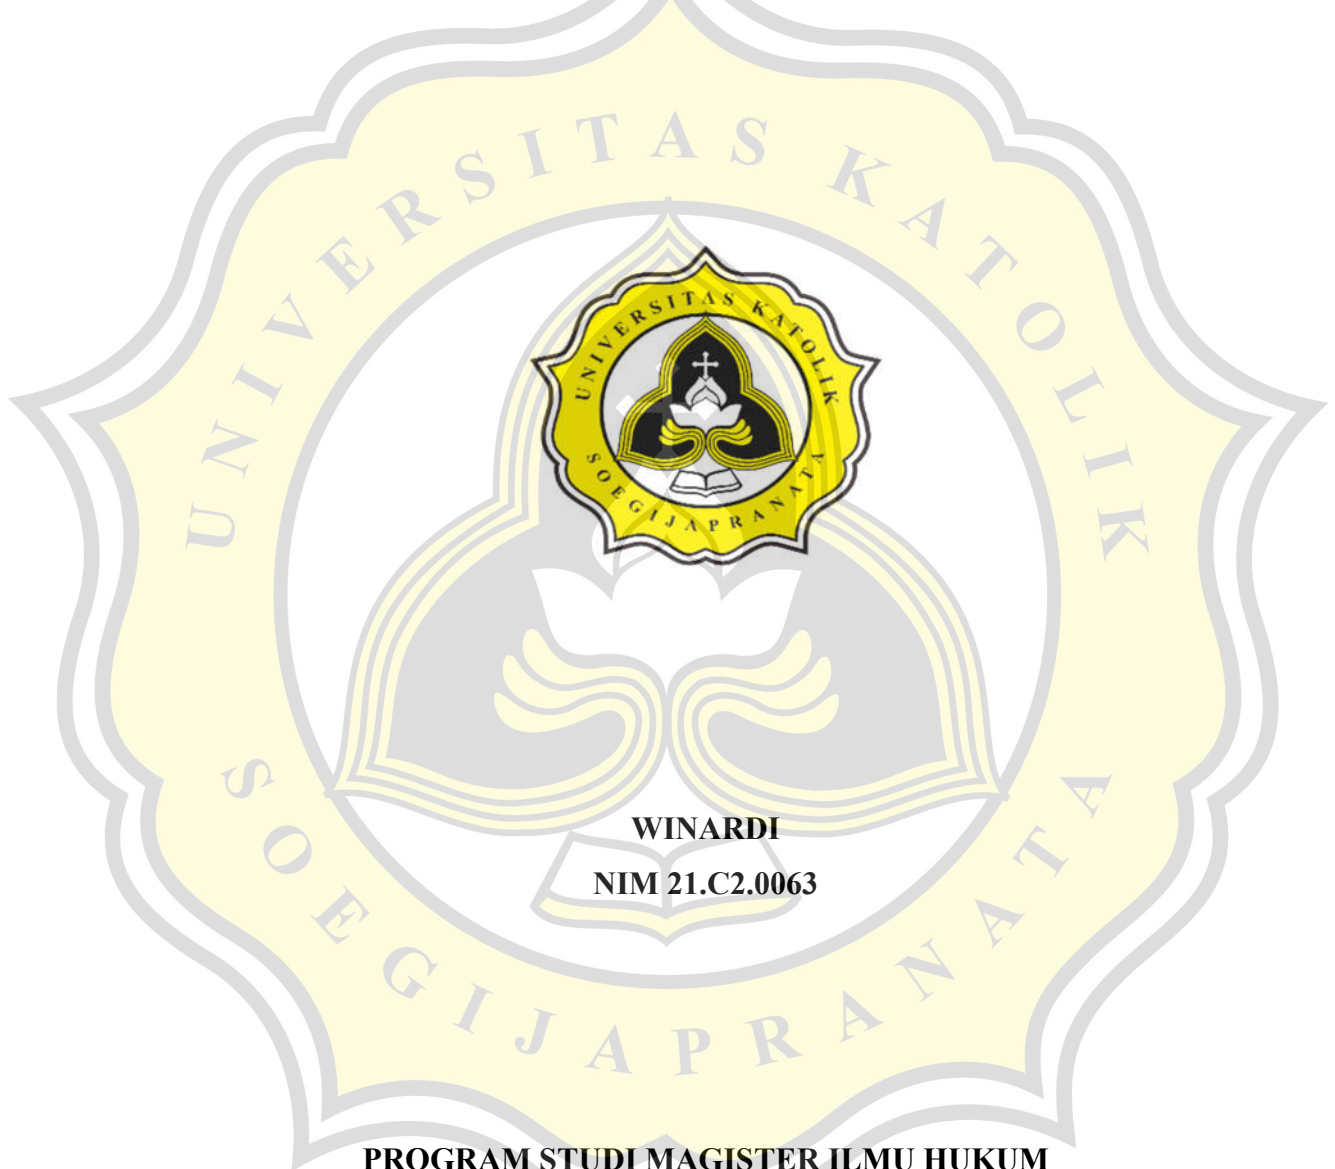 UNIVERSITAS KATOLIK
SOEGIJAPRANATA
UNIVERSITAS KATOLIK
SOEGIJAPRANATA
WINARDI
NIM 21.C2.0063
PROGRAM STUDI MAGISTER ILMU HUKUM